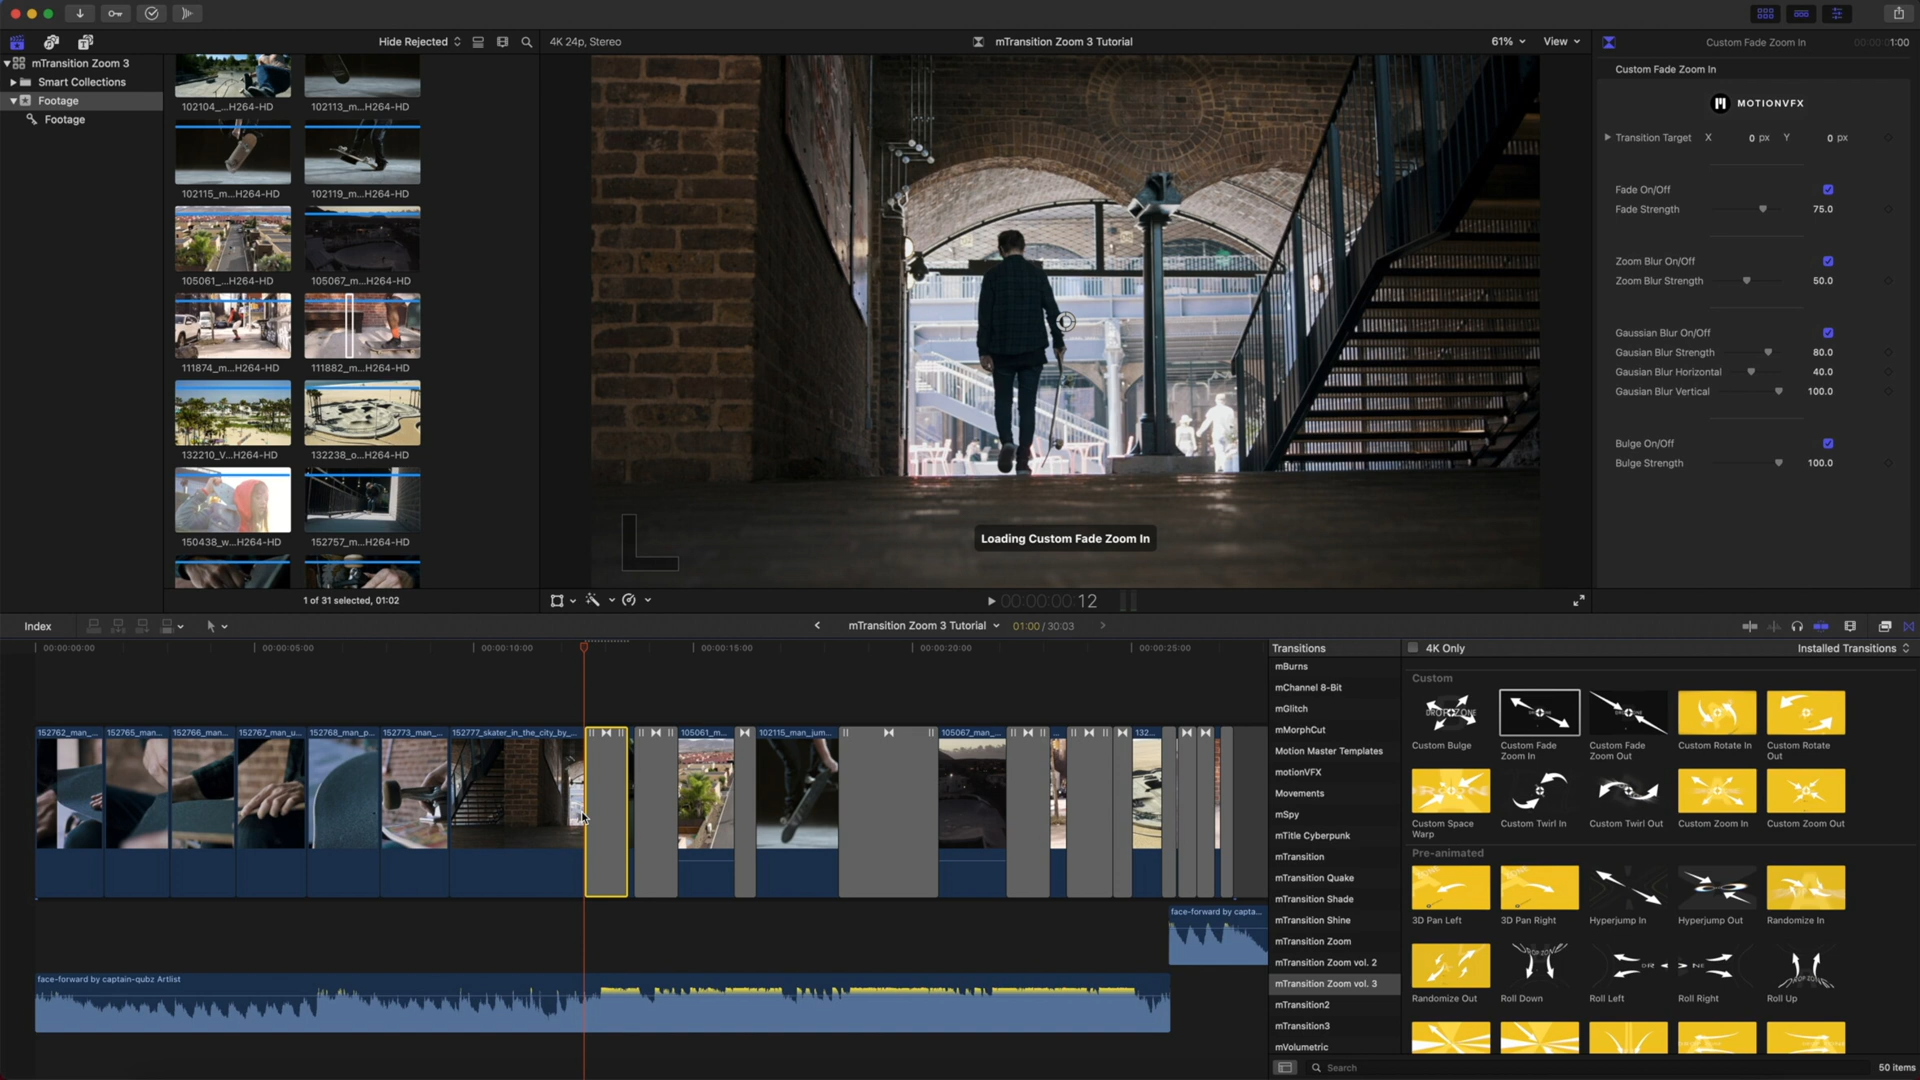 Hide Rejected
4K 24p, Stereo
mTransition Zoom 3 Tutorial
61%
View
Custom Fade Zoom In
1:00
mTransition Zoom 3
Smart Collections
Footage
Footage
102104_...H264-HD
102113_m...H264-HD
102115_m...H264-HD
102119_m...H264-HD
105061_...H264-HD
105067_m...H264-HD
111874_m...H264-HD
111882_m...H264-HD
132210_V...H264-HD
132238_o...H264-HD
150438_w...H264-HD
152757_m...H264-HD
1 of 31 selected, 01:02
Loading Custom Fade Zoom In
00:00:00:12
Custom Fade Zoom In
MOTIONVFX
Transition Target X 0 px Y 0 px
Fade On/Off
Fade Strength 75.0
Zoom Blur On/Off
Zoom Blur Strength 50.0
Gaussian Blur On/Off
Gausian Blur Strength 80.0
Gausian Blur Horizontal 40.0
Gausian Blur Vertical 100.0
Bulge On/Off
Bulge Strength 100.0
Index
mTransition Zoom 3 Tutorial
01:00 / 30:03
00:00:00:00
00:00:05:00
00:00:10:00
00:00:15:00
00:00:20:00
00:00:25:00
152762_man_...
152765_man_...
152766_man...
152767_man_u...
152768_man_p...
152773_man_...
152777_skater_in_the_city_by_...
105061_m...
102115_man_jum...
105067_man_...
132...
face-forward by capta...
face-forward by captain-qubz Artlist
Transitions
mBurns
mChannel 8-Bit
mGlitch
mMorphCut
Motion Master Templates
motionVFX
Movements
mSpy
mTitle Cyberpunk
mTransition
mTransition Quake
mTransition Shade
mTransition Shine
mTransition Zoom
mTransition Zoom vol. 2
mTransition Zoom vol. 3
mTransition2
mTransition3
mVolumetric
4K Only
Installed Transitions
Custom
DROP ZONE
Custom Bulge
Custom Fade
Zoom In
Custom Fade
Zoom Out
Custom Rotate In
Custom Rotate
Out
Custom Space
Warp
Custom Twirl In
Custom Twirl Out
Custom Zoom In
Custom Zoom Out
Pre-animated
3D Pan Left
3D Pan Right
Hyperjump In
Hyperjump Out
Randomize In
Randomize Out
Roll Down
Roll Left
Roll Right
Roll Up
Search
50 items